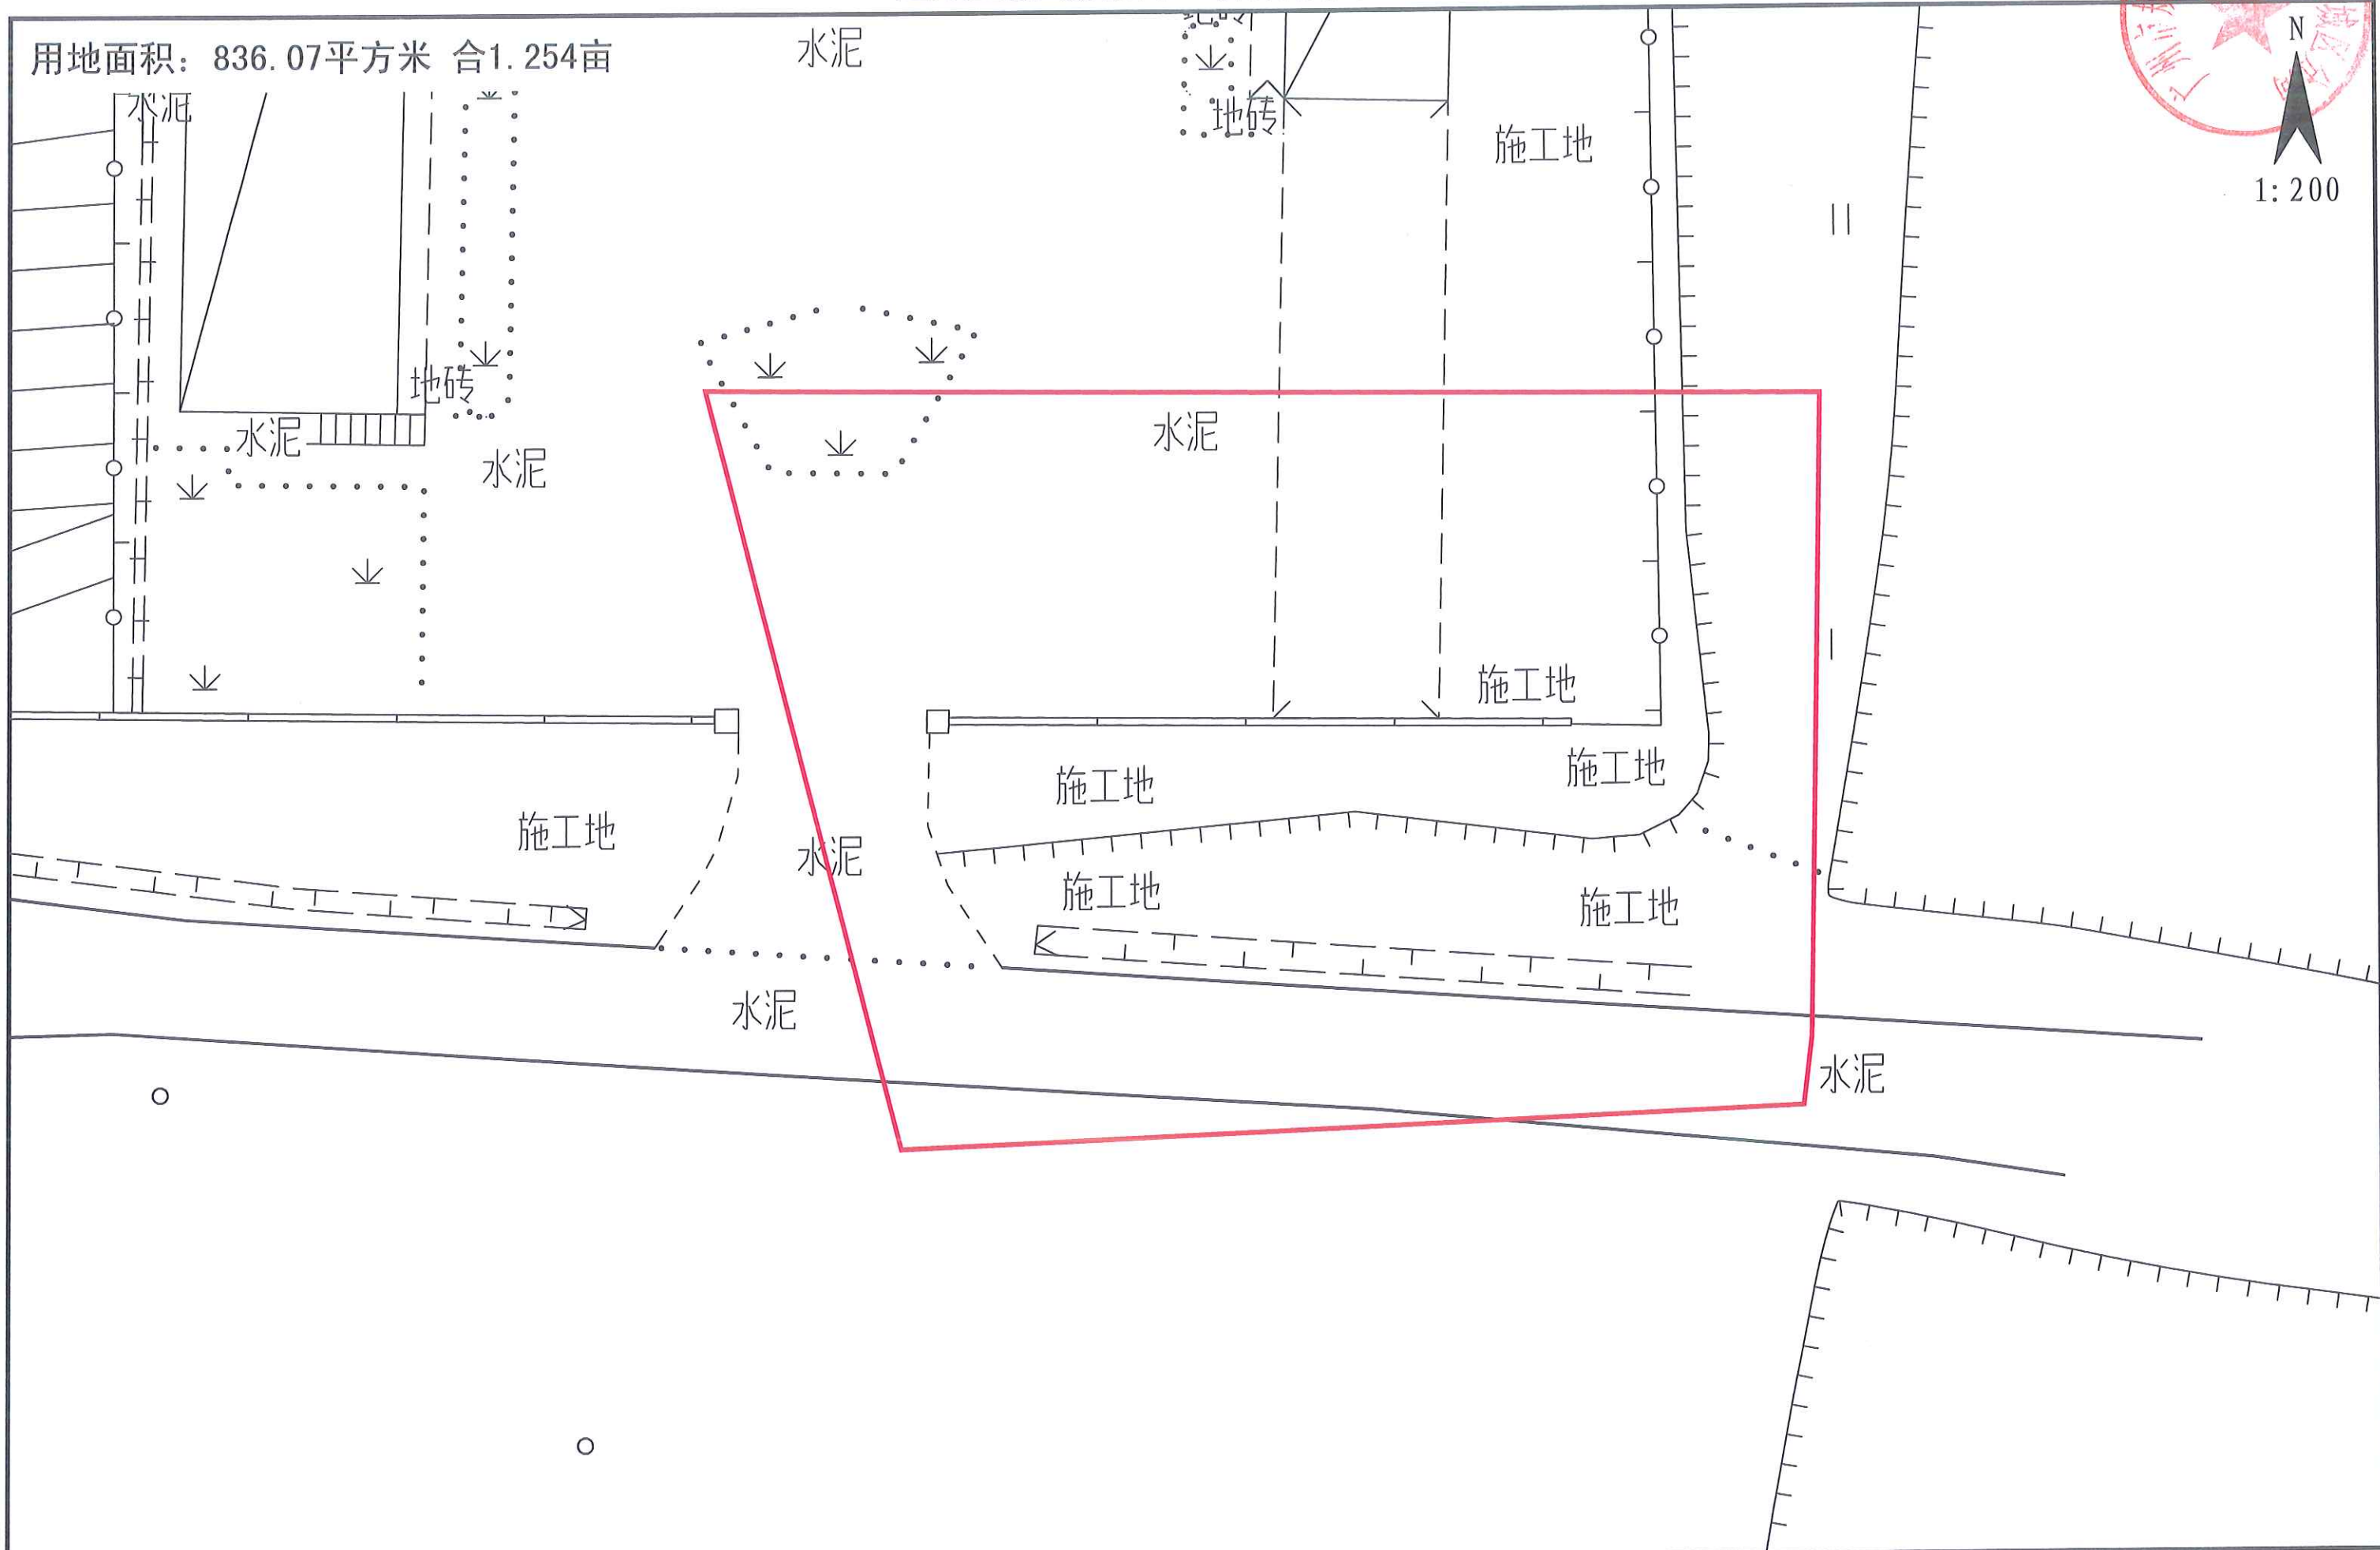 用地面积：836.07平方米 合1.254亩
水泥
N
1:200
水泥
地砖
施工地
地砖
水泥
水泥
水泥
施工地
施工地
施工地
施工地
水泥
施工地
施工地
水泥
水泥